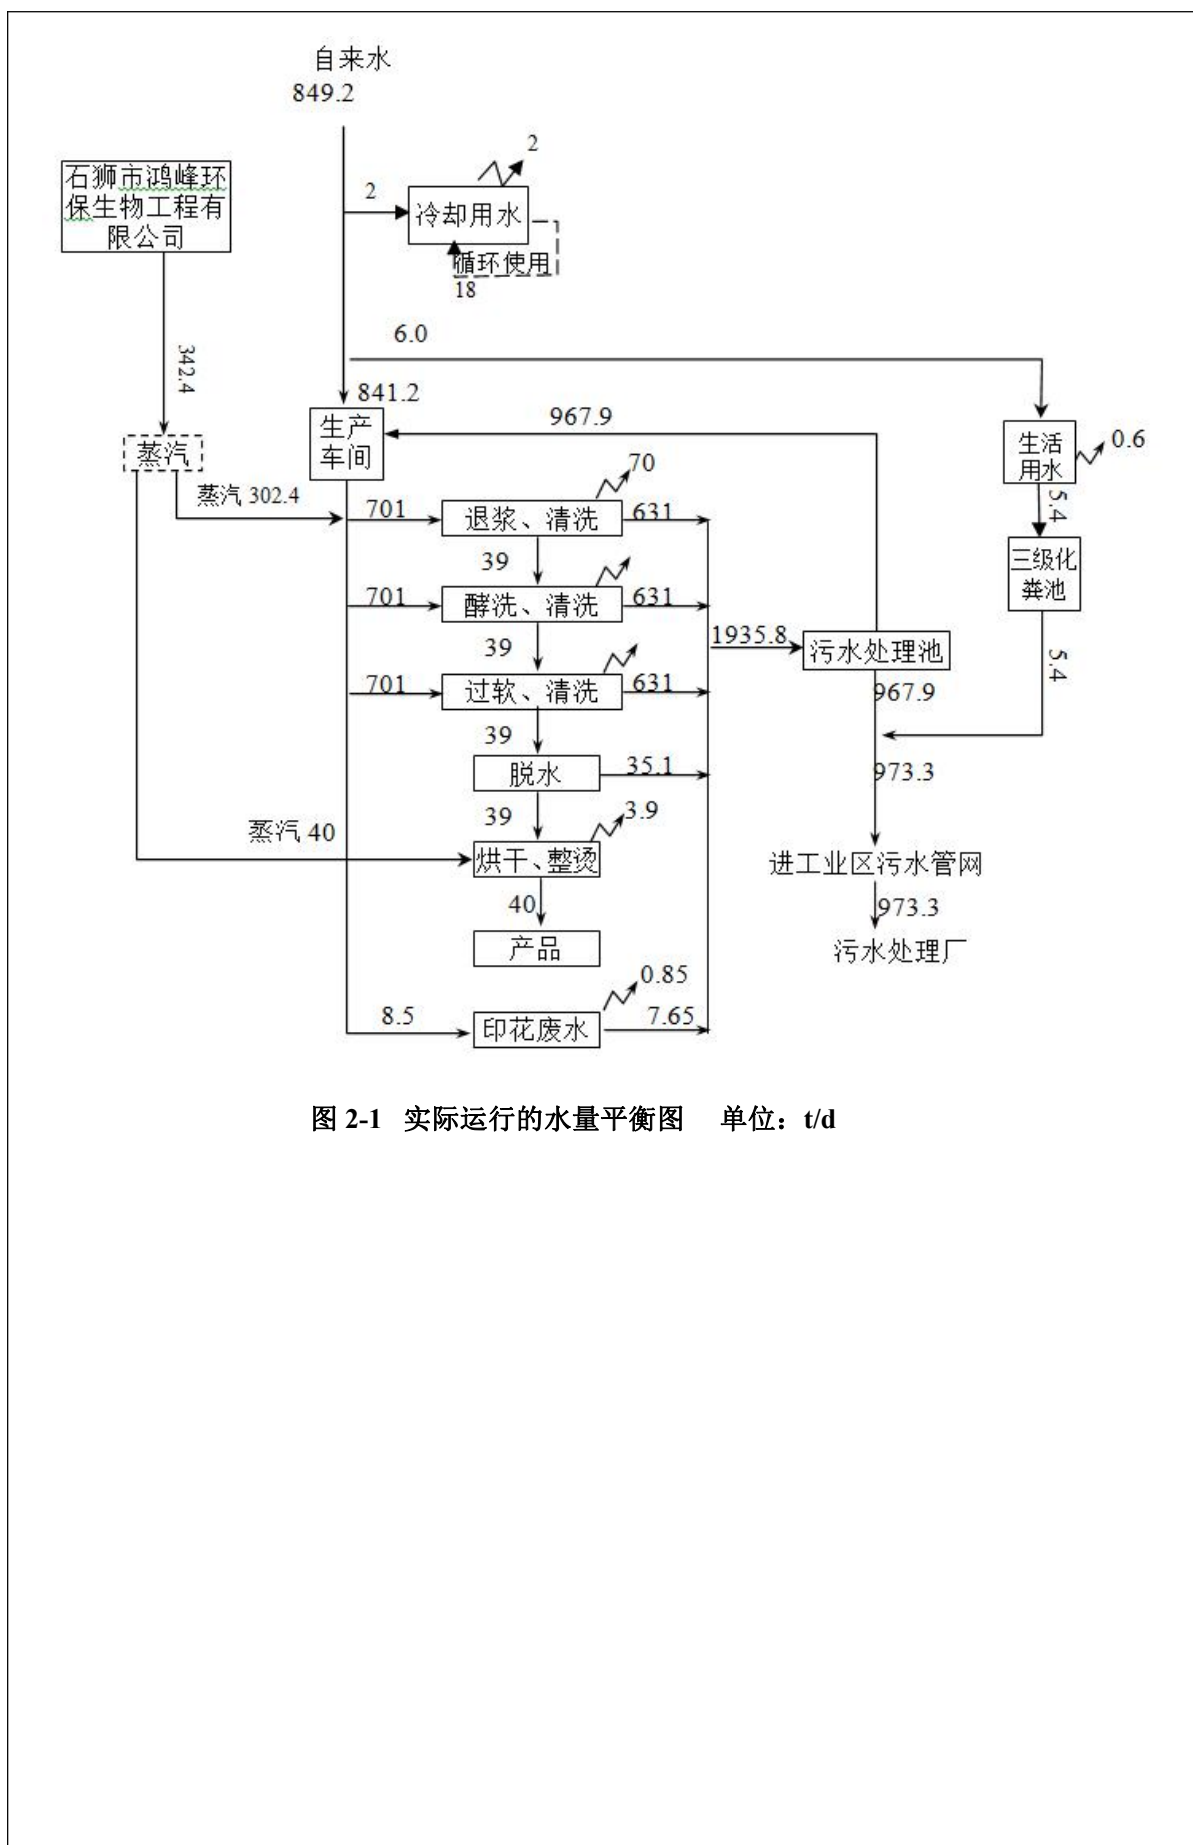 自来水
849.2
2
石狮市鸿峰环
保生物工程有
限公司
2
冷却用水
循环使用
18
6.0
342.4
841.2
生产
车间
967.9
生活
用水
0.6
蒸汽
蒸汽 302.4
70
701
退浆、清洗
631
5.4
39
三级化
粪池
701
酵洗、清洗
631
39
1935.8
污水处理池
5.4
701
过软、清洗
631
967.9
39
脱水
35.1
973.3
39
3.9
蒸汽 40
烘干、整烫
进工业区污水管网
40
973.3
产品
污水处理厂
0.85
8.5
印花废水
7.65
图 2-1 实际运行的水量平衡图 单位：t/d